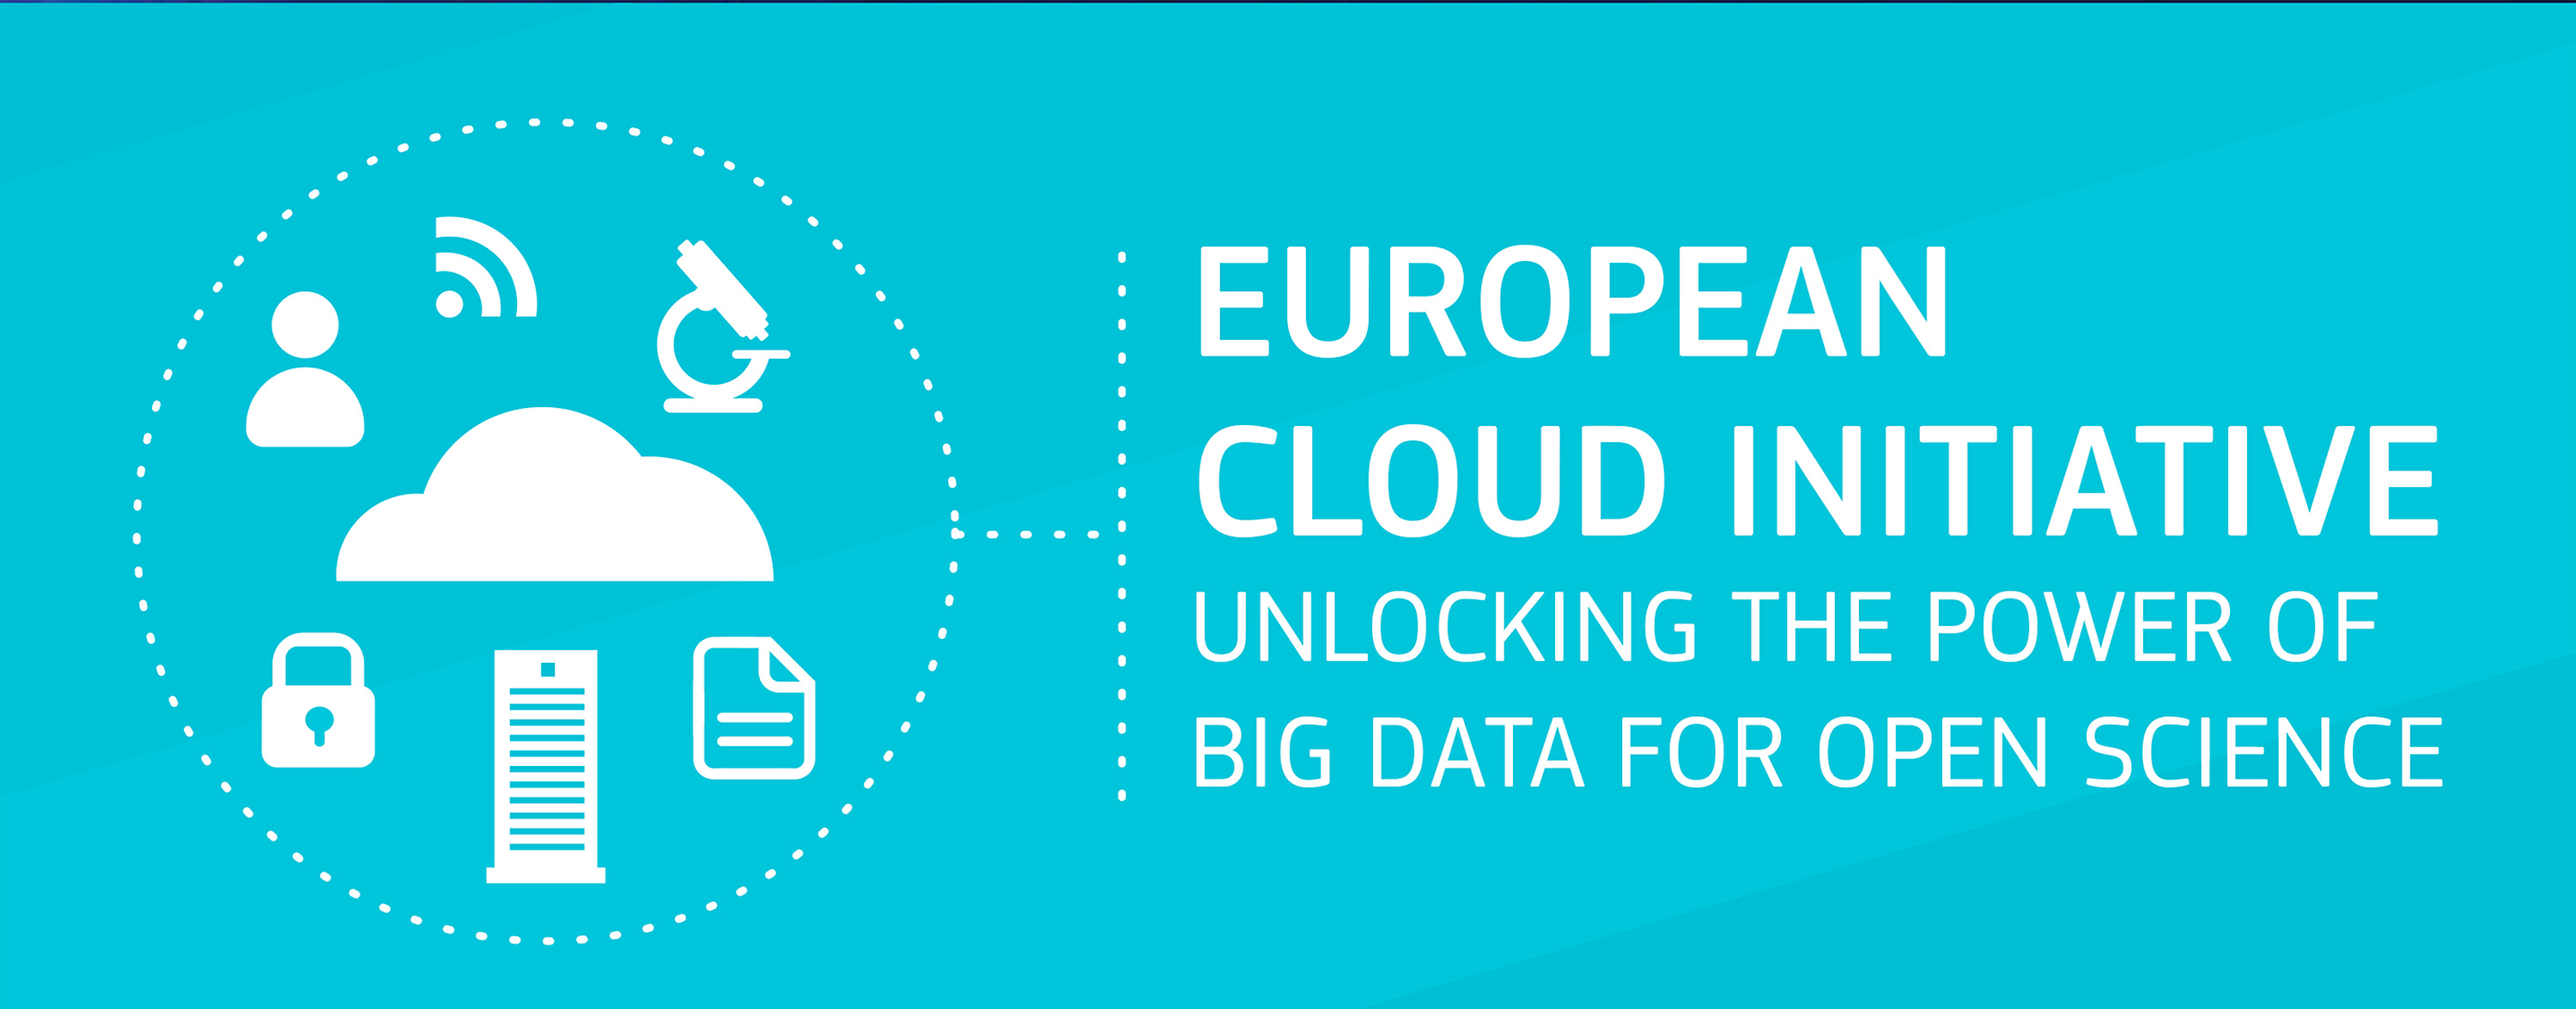 EUROPEAN
CLOUD INITIATIVE
UNLOCKING THE POWER OF
BIG DATA FOR OPEN SCIENCE